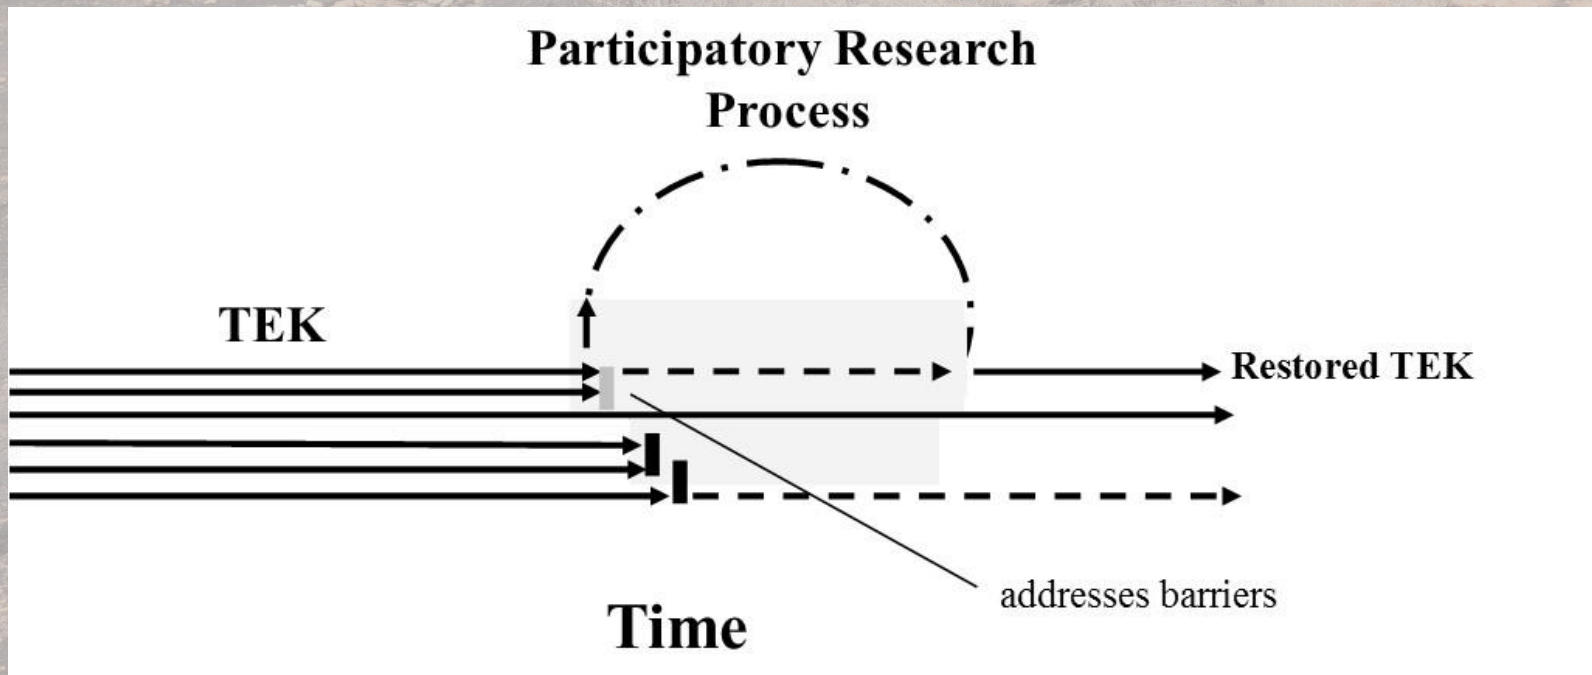 Participatory Research
Process
TEK
Restored TEK
addresses barriers
Time